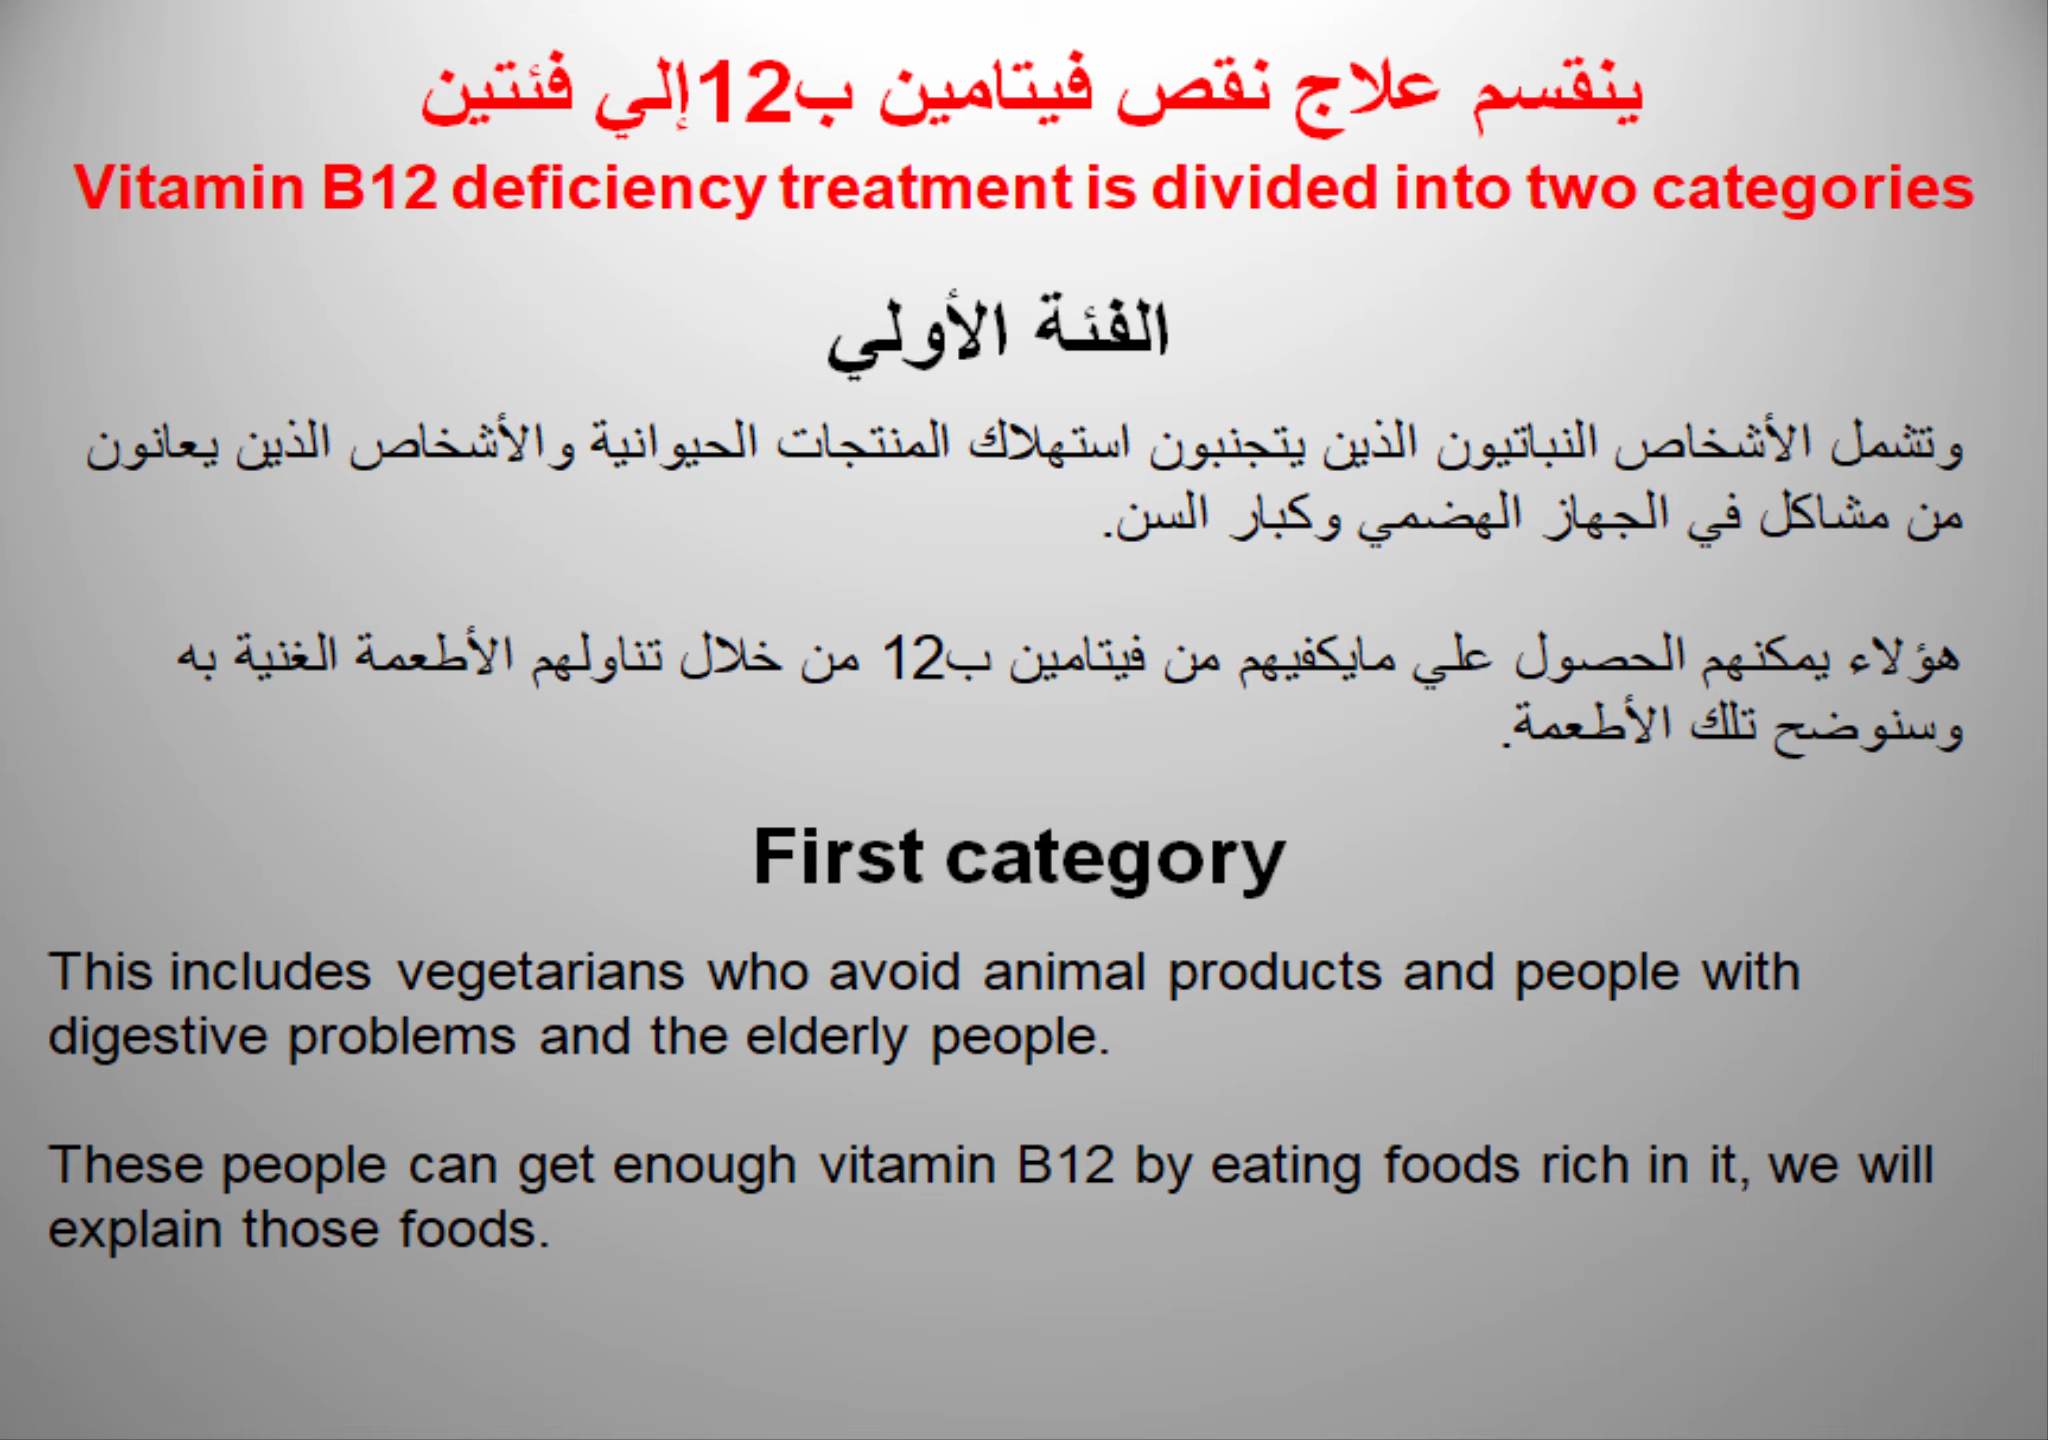 ينقسم علاج نقص فيتامين ب12إلي فئتين
Vitamin B12 deficiency treatment is divided into two categories
الفئة الأولي
وتشمل الأشخاص النباتيون الذين يتجنبون استهلاك المنتجات الحيوانية والأشخاص الذين يعانون
من مشاكل في الجهاز الهضمي وكبار السن.
هؤلاء يمكنهم الحصول علي مايكفيهم من فيتامين ب12 من خلال تناولهم الأطعمة الغنية به
وسنوضح تلك الأطعمة.
First category
This includes vegetarians who avoid animal products and people with
digestive problems and the elderly people.
These people can get enough vitamin B12 by eating foods rich in it, we will
explain those foods.